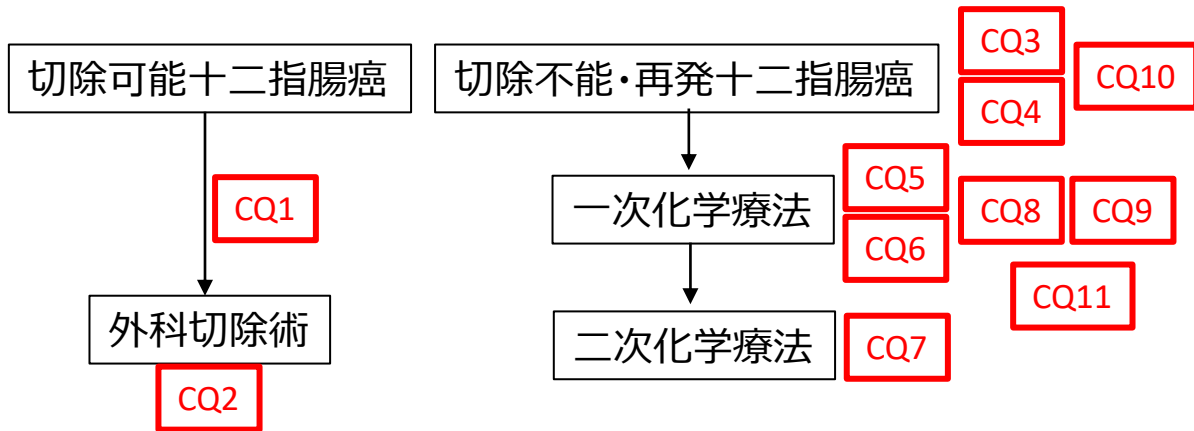 切除可能十二指腸癌
CQ1
外科切除術
CQ2
切除不能・再発十二指腸癌
CQ3
CQ4
CQ10
一次化学療法
CQ5
CQ6
CQ8
CQ9
CQ11
二次化学療法
CQ7